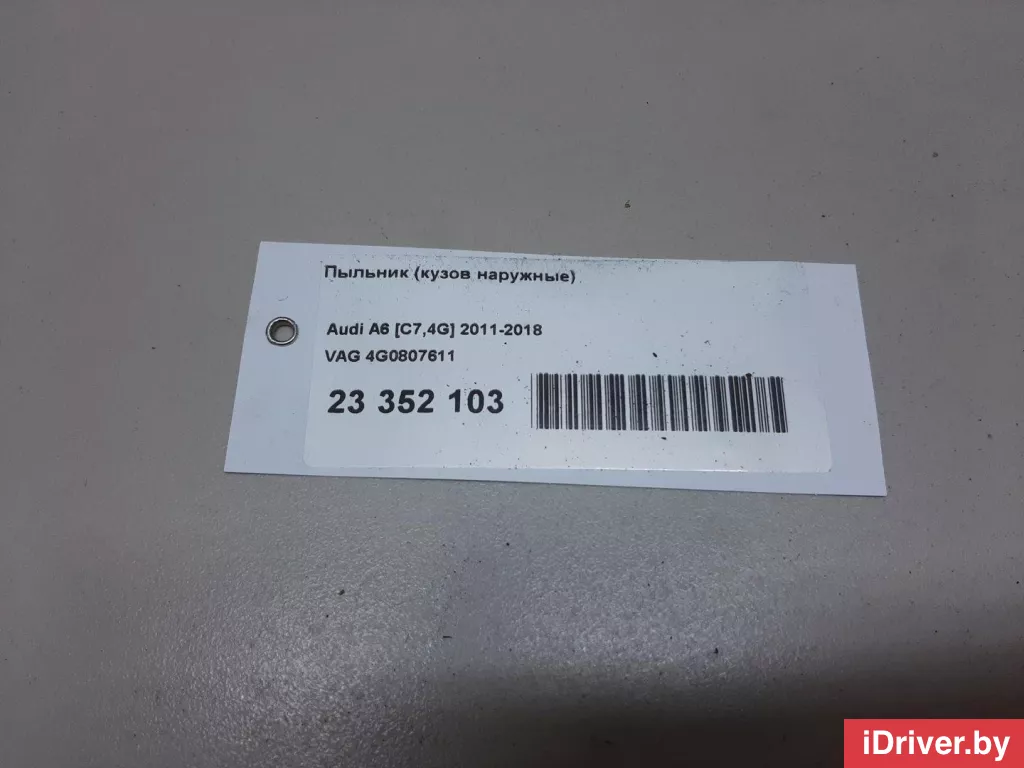 Пыльник (кузов наружные)
Audi A6 [C7,4G] 2011-2018
VAG 4G0807611
23 352 103
iDriver.by